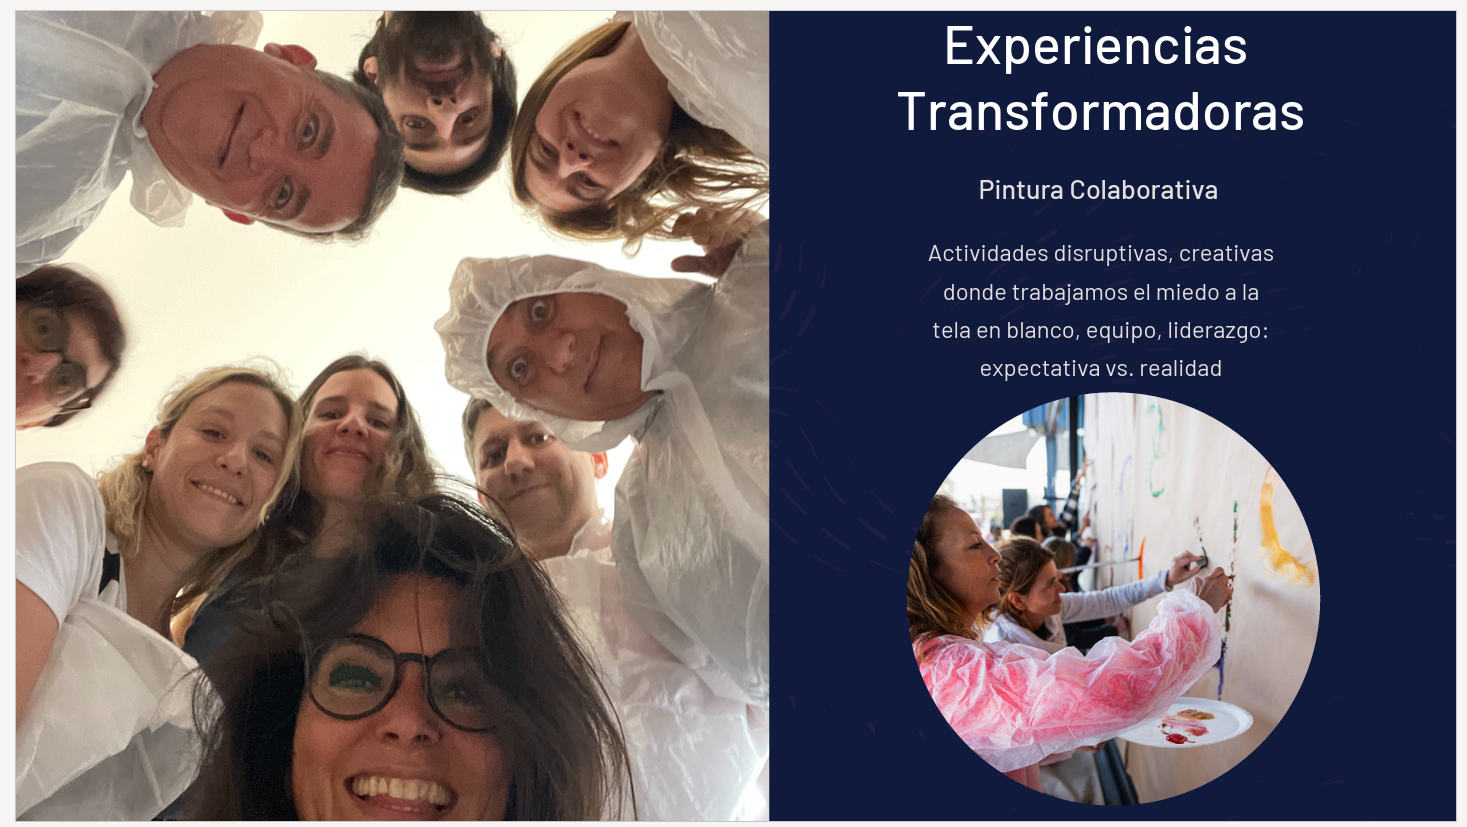 Experiencias
Transformadoras
Pintura Colaborativa
Actividades disruptivas, creativas
donde trabajamos el miedo a la
tela en blanco, equipo, liderazgo:
expectativa vs. realidad